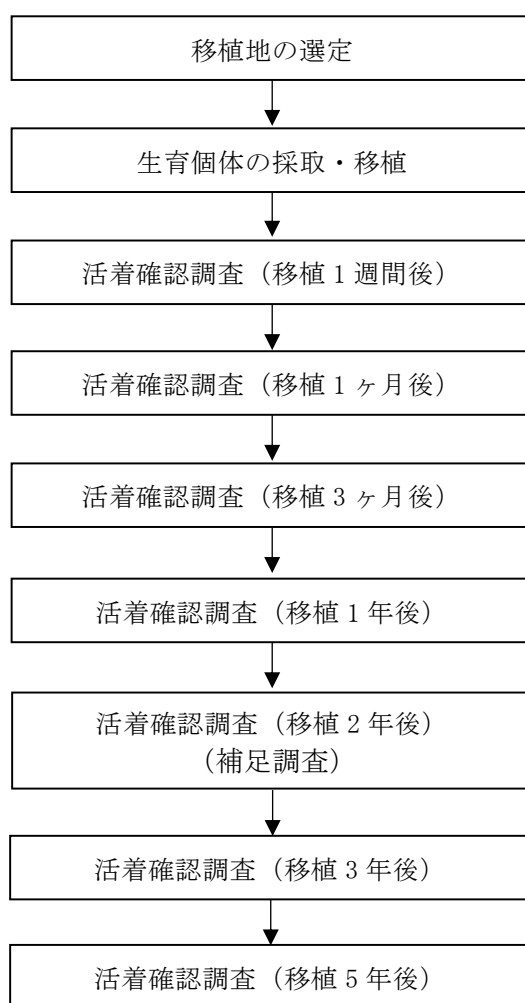 移植地の選定
生育個体の採取・移植
活着確認調査（移植1週間後）
活着確認調査（移植1ヶ月後）
活着確認調査（移植3ヶ月後）
活着確認調査（移植1年後）
活着確認調査（移植2年後）
（補足調査）
活着確認調査（移植3年後）
活着確認調査（移植5年後）